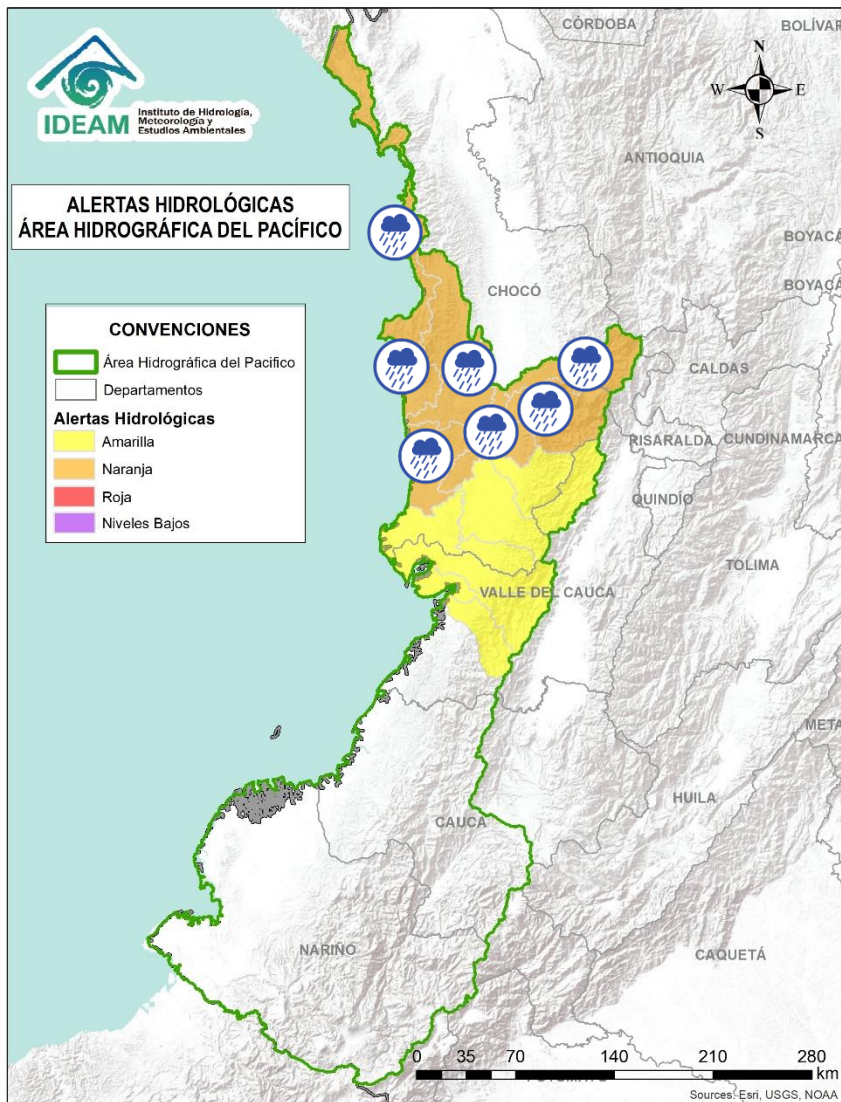 IDEAM
Instituto de Hidrología,
Meteorología y
Estudios Ambientales
ALERTAS HIDROLÓGICAS
ÁREA HIDROGRÁFICA DEL PACÍFICO
CONVENCIONES
Área Hidrográfica del Pacifico
Departamentos
Alertas Hidrológicas
Amarilla
Naranja
Roja
Niveles Bajos
CÓRDOBA
BOLÍVAR
N
W
E
S
ANTIOQUIA
BOYACÁ
BOYACÁ
CHOCÓ
CALDAS
RISARALDA
CUNDINAMARCA
QUINDÍO
TOLIMA
VALLE DEL CAUCA
META
HUILA
CAUCA
NARIÑO
CAQUETÁ
0 35 70 140 210 280
km
Sources: Esri, USGS, NOAA